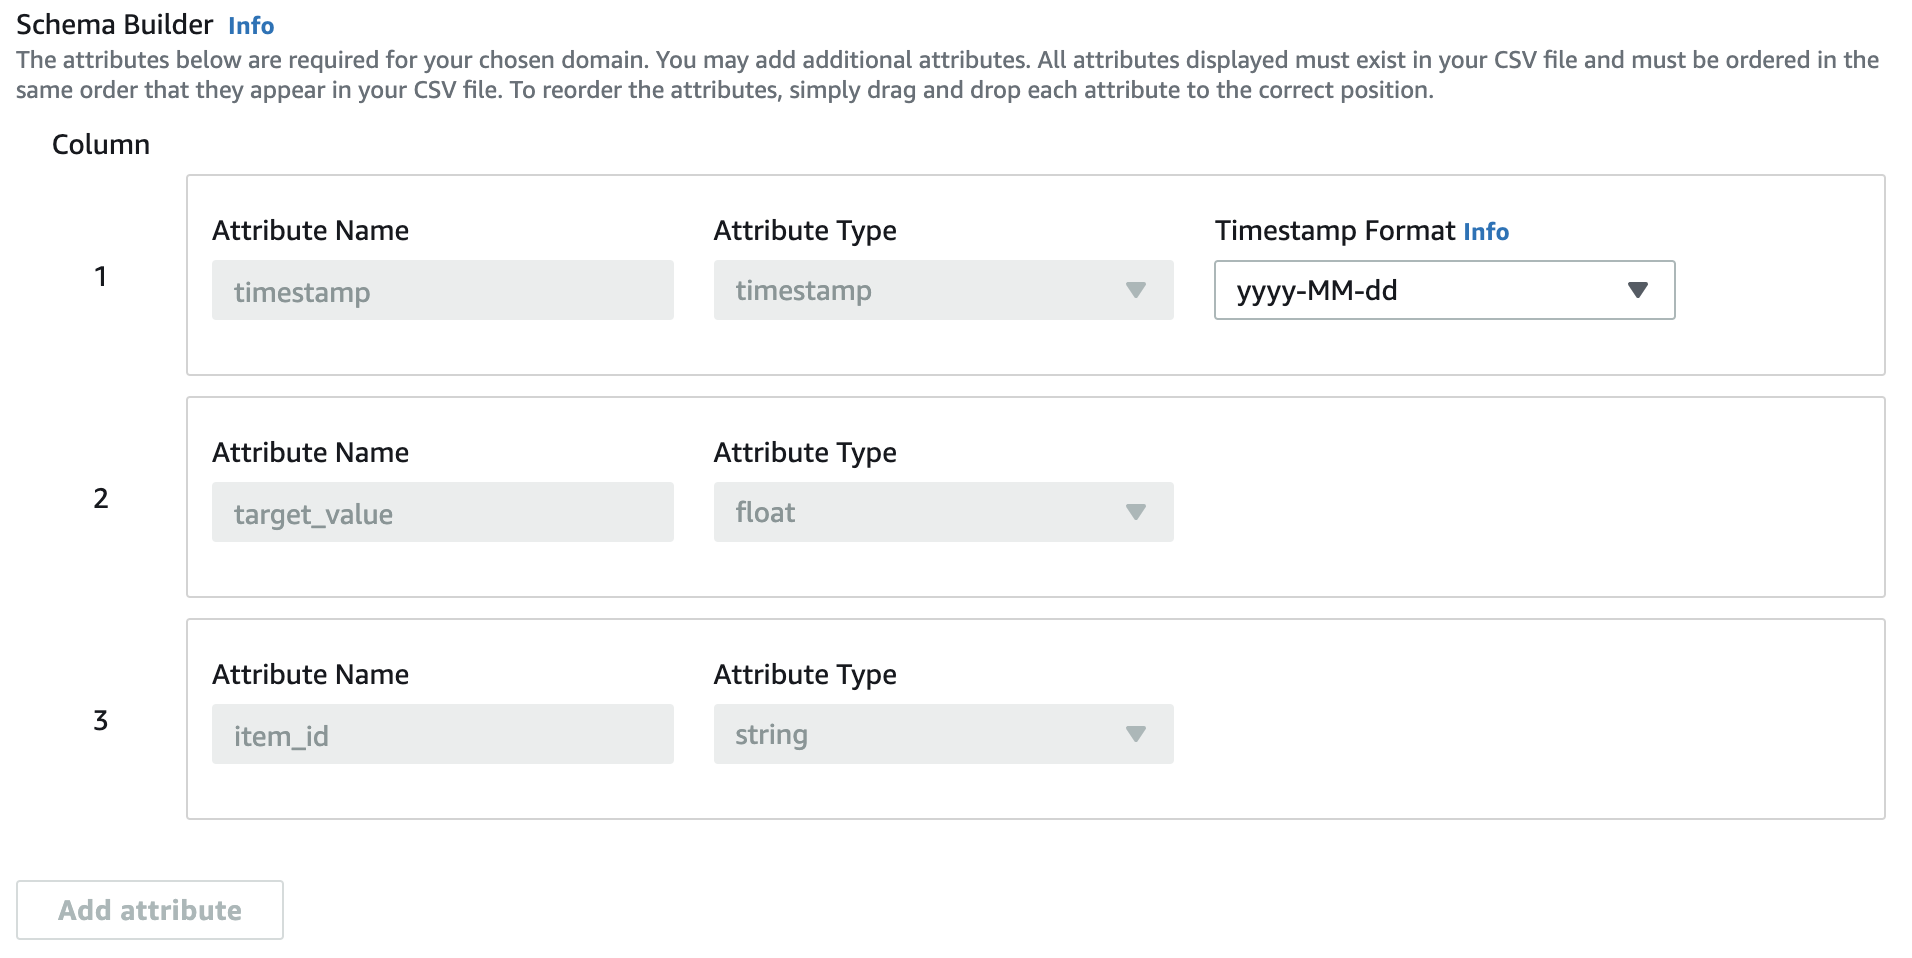 Schema Builder Info
The attributes below are required for your chosen domain. You may add additional attributes. All attributes displayed must exist in your CSV file and must be ordered in the
same order that they appear in your CSV file. To reorder the attributes, simply drag and drop each attribute to the correct position.
Column
Attribute Name Attribute Type Timestamp Format Info
1 timestamp timestamp yyyy-MM-dd
Attribute Name Attribute Type
2 target_value float
Attribute Name Attribute Type
3 item_id string
Add attribute